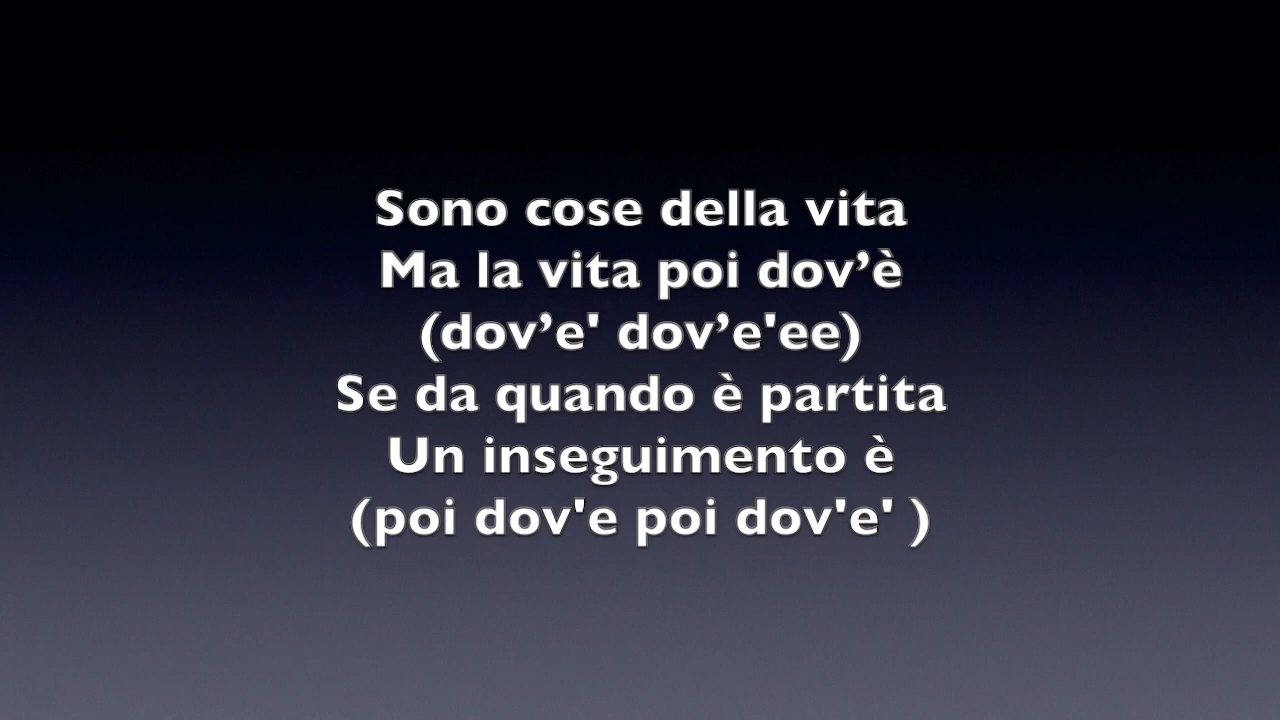 Sono cose della vita
Ma la vita poi dov’è
(dov’e' dov’e'ee)
Se da quando è partita
Un inseguimento è
(poi dov'e poi dov'e' )